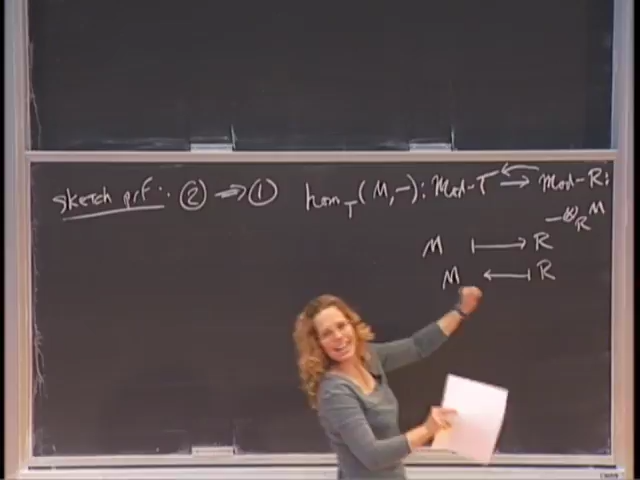 sketch prf: ② → ① hom_T(M,-): Mod-T ⇄ Mod-R: -⊗_R M
M ↦ R
M ↤ R